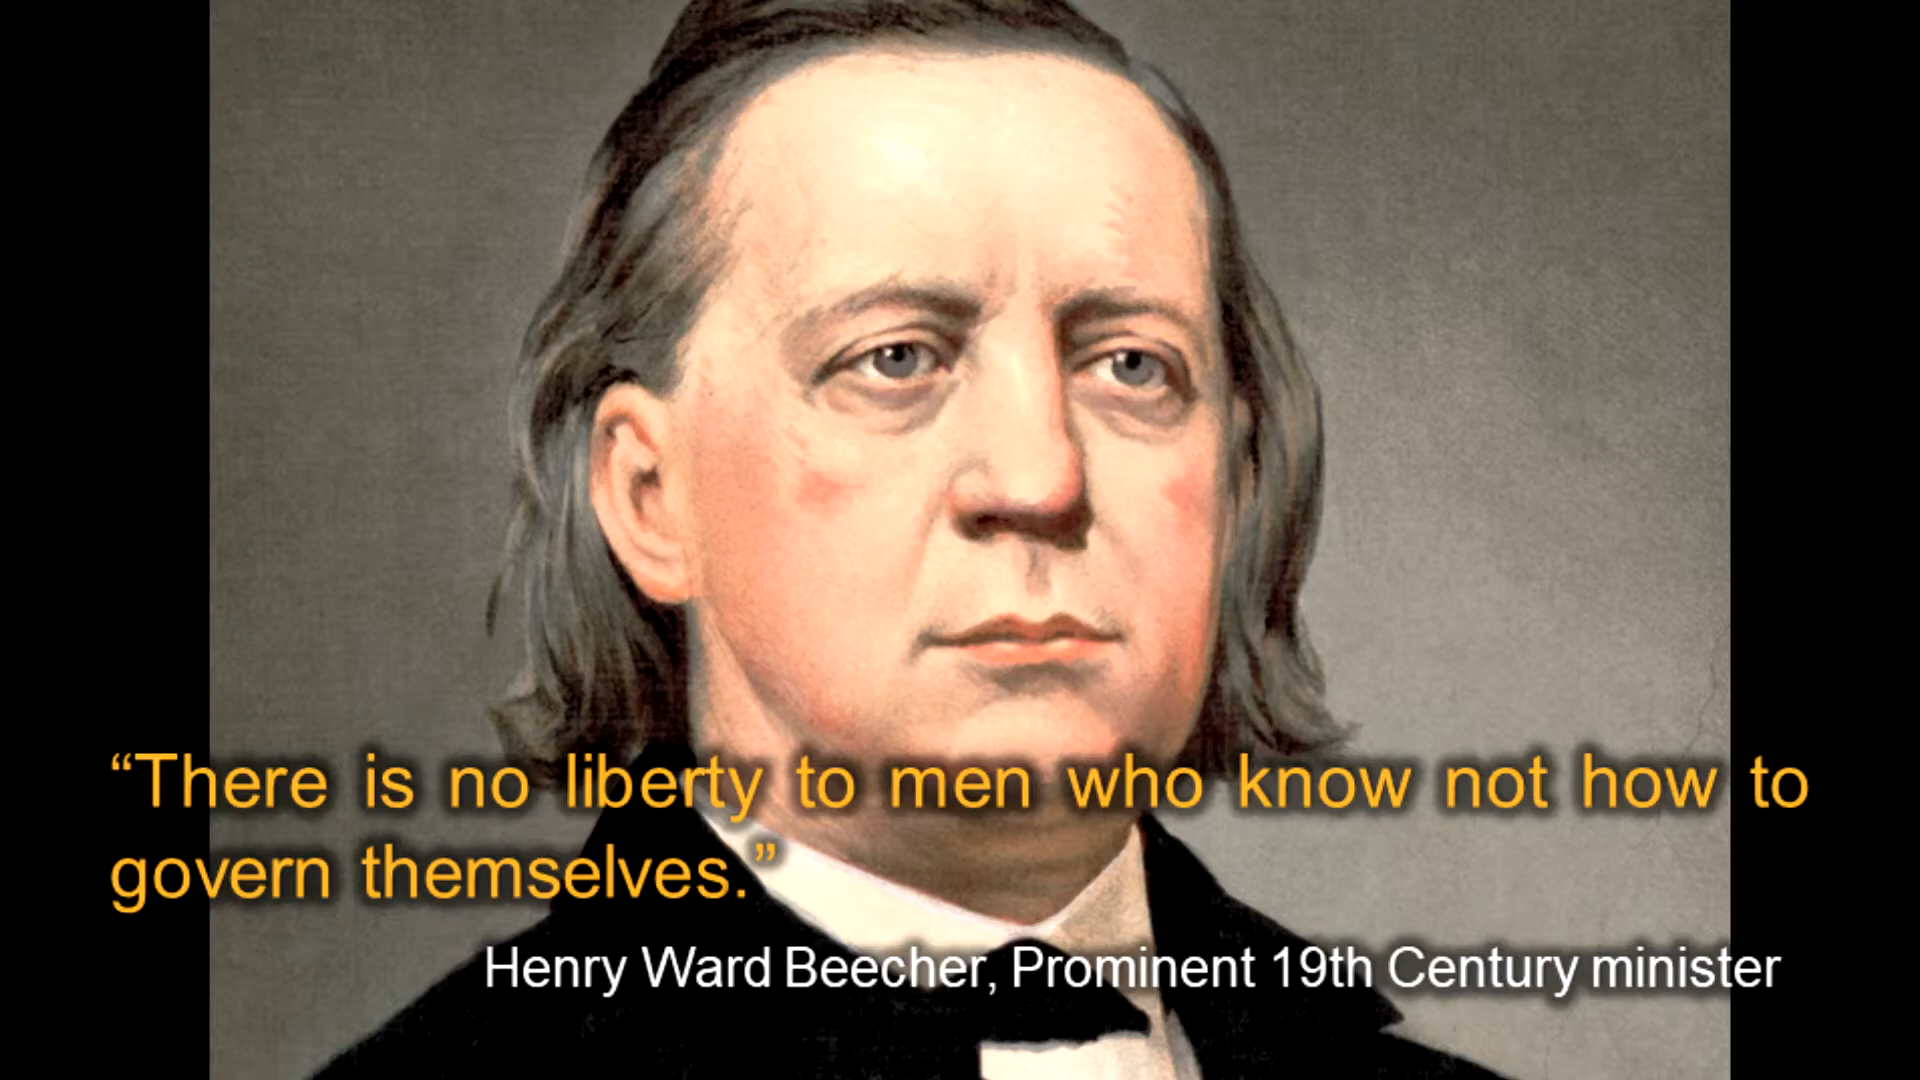 “There is no liberty to men who know not how to
govern themselves.”
Henry Ward Beecher, Prominent 19th Century minister